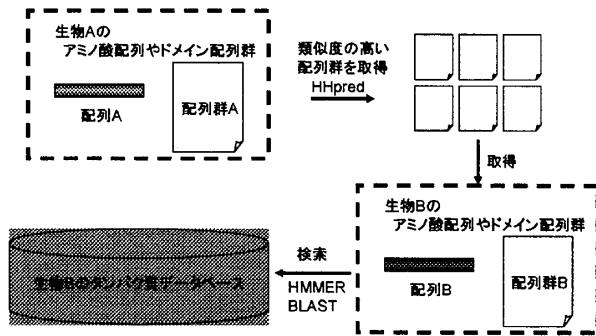 生物Aの
アミノ酸配列やドメイン配列群
配列A
配列群A
類似度の高い
配列群を取得
HHpred
取得
生物Bの
アミノ酸配列やドメイン配列群
配列B
配列群B
検索
HMMER
BLAST
生物Bのタンパク質データベース